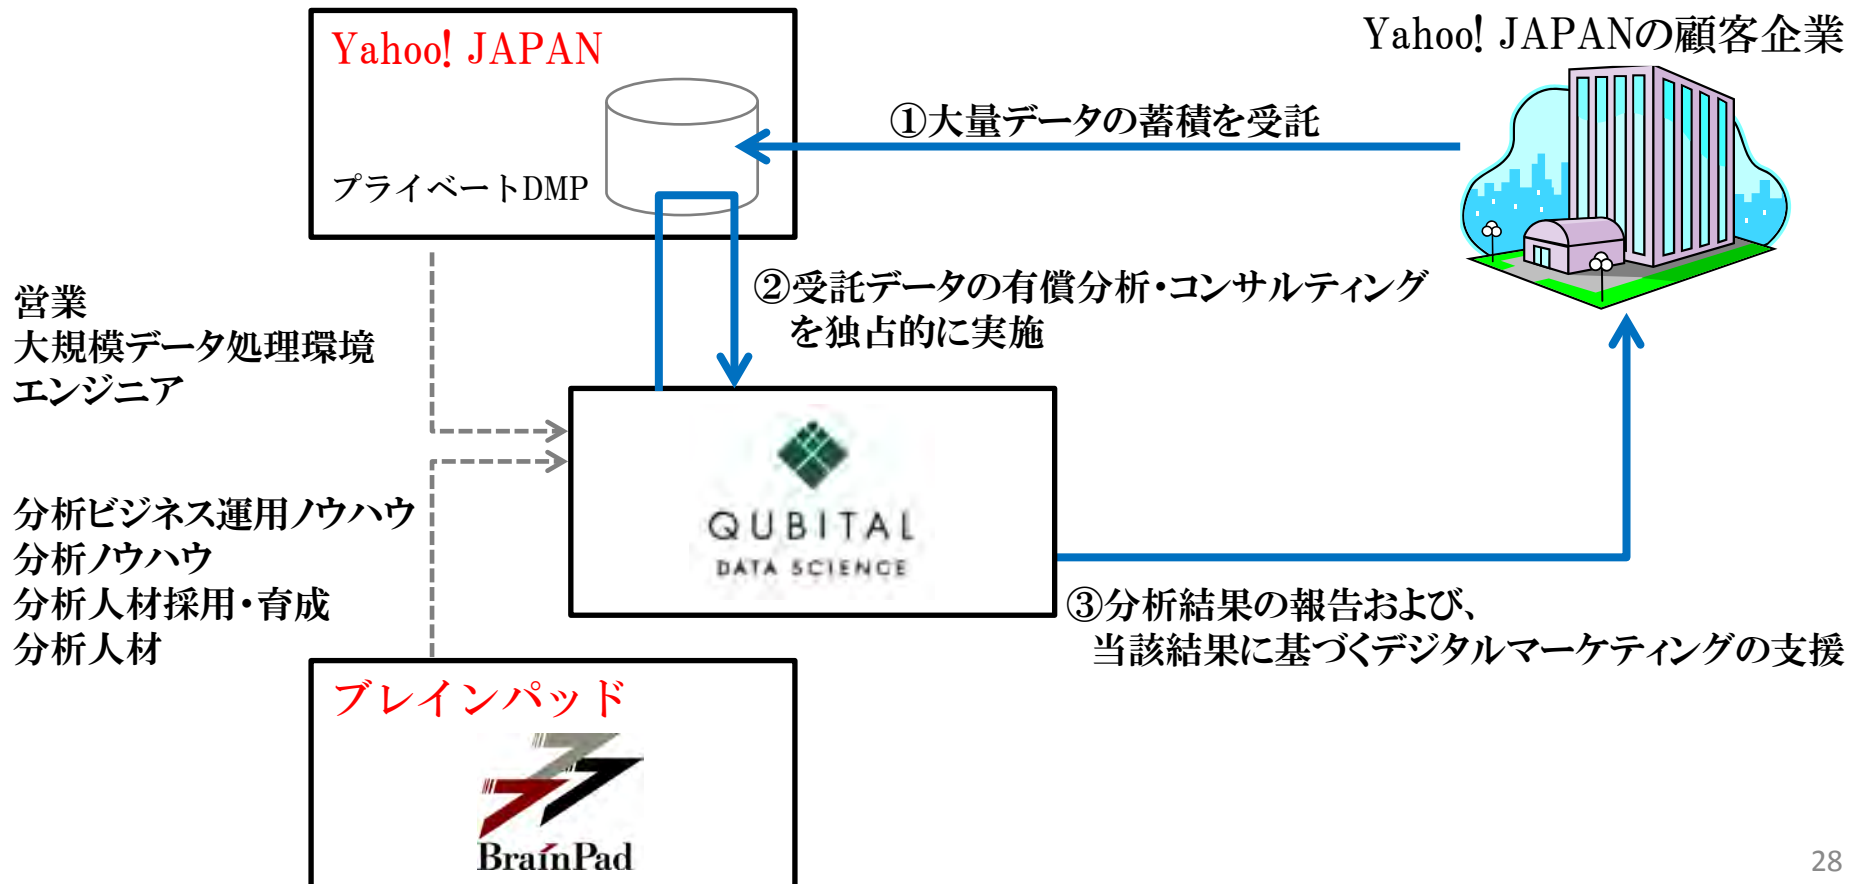 Yahoo! JAPAN
プライベートDMP
Yahoo! JAPANの顧客企業
①大量データの蓄積を受託
②受託データの有償分析・コンサルティング
を独占的に実施
営業
大規模データ処理環境
エンジニア
QUBITAL
DATA SCIENCE
分析ビジネス運用ノウハウ
分析ノウハウ
分析人材採用・育成
分析人材
③分析結果の報告および、
当該結果に基づくデジタルマーケティングの支援
ブレインパッド
BrainPad
28